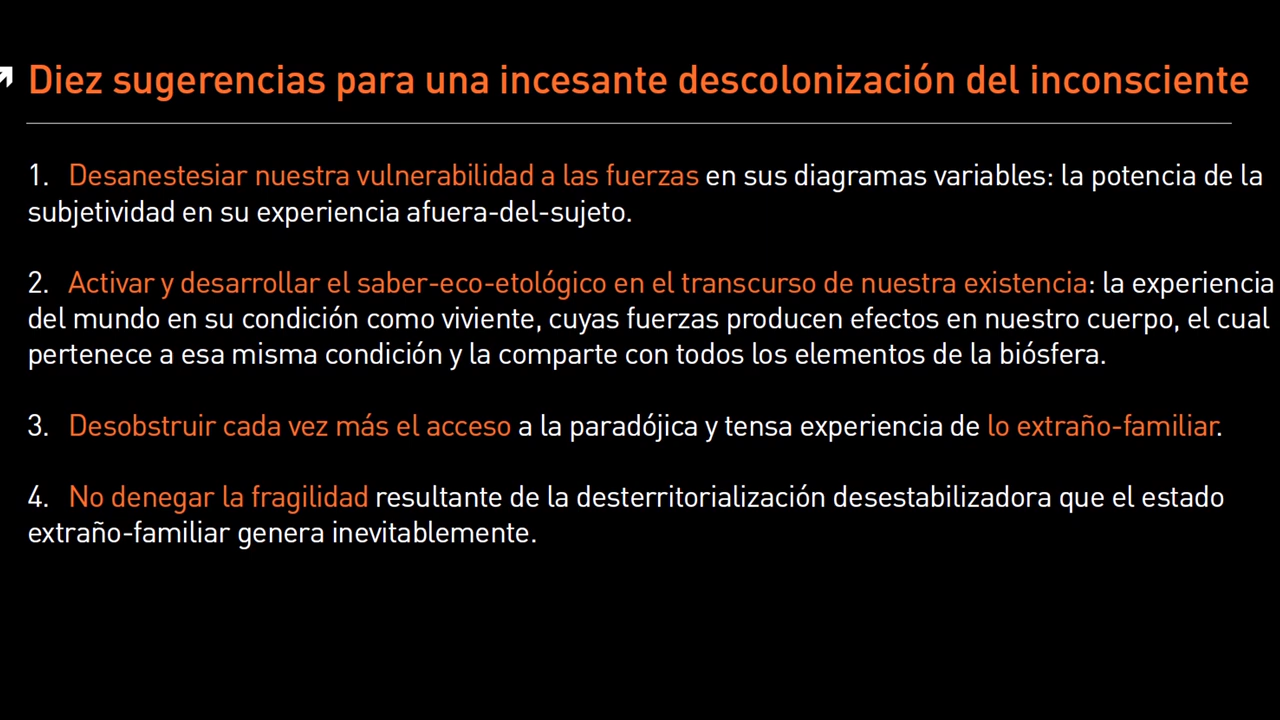 Diez sugerencias para una incesante descolonización del inconsciente
1. Desanestesiar nuestra vulnerabilidad a las fuerzas en sus diagramas variables: la potencia de la
subjetividad en su experiencia afuera-del-sujeto.
2. Activar y desarrollar el saber-eco-etológico en el transcurso de nuestra existencia: la experiencia
del mundo en su condición como viviente, cuyas fuerzas producen efectos en nuestro cuerpo, el cual
pertenece a esa misma condición y la comparte con todos los elementos de la biósfera.
3. Desobstruir cada vez más el acceso a la paradójica y tensa experiencia de lo extraño-familiar.
4. No denegar la fragilidad resultante de la desterritorialización desestabilizadora que el estado
extraño-familiar genera inevitablemente.